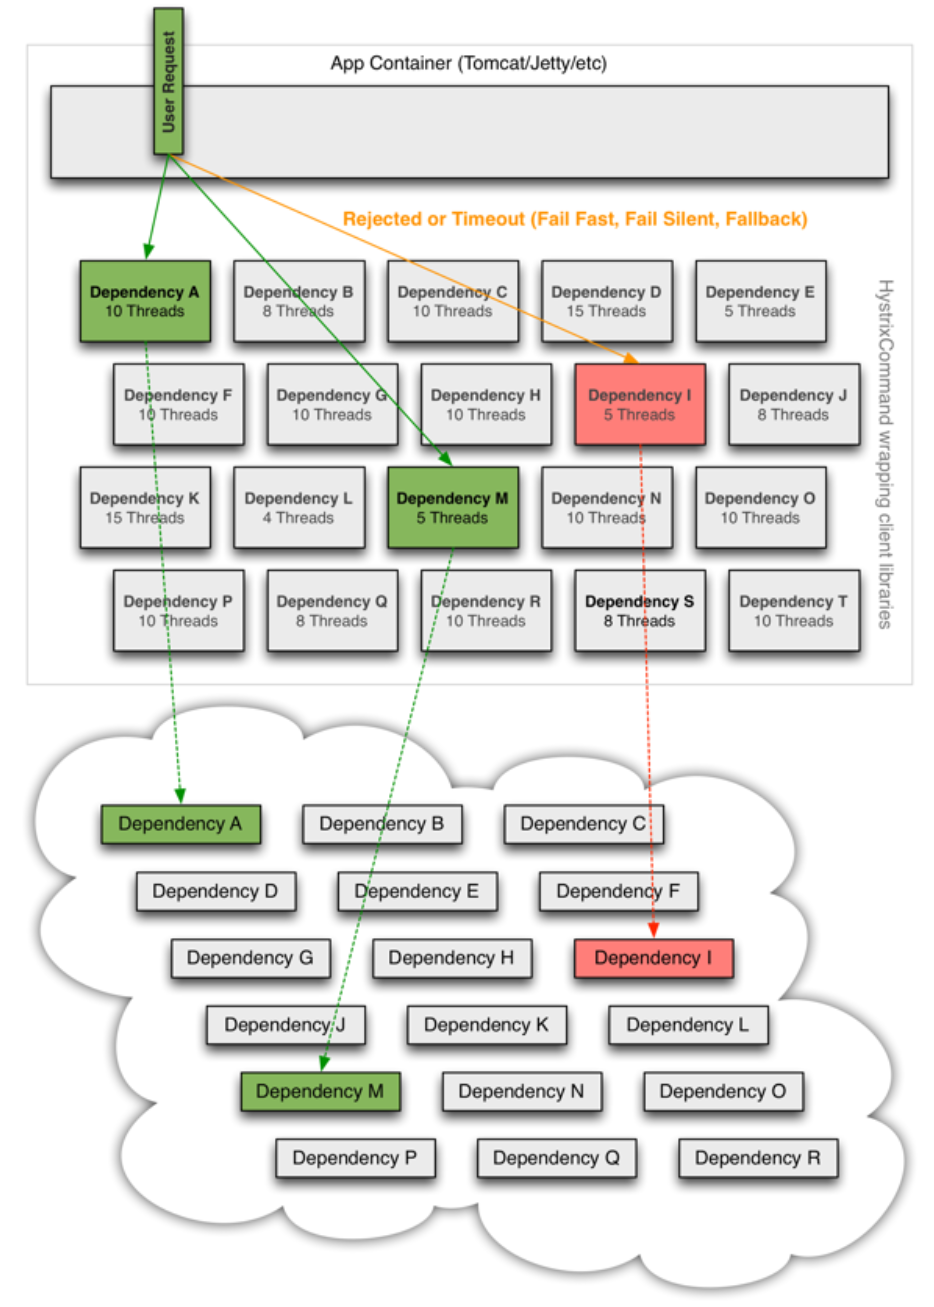 User Request
App Container (Tomcat/Jetty/etc)
Rejected or Timeout (Fail Fast, Fail Silent, Fallback)
Dependency A
10 Threads
Dependency B
8 Threads
Dependency C
10 Threads
Dependency D
15 Threads
Dependency E
5 Threads
Dependency F
10 Threads
Dependency G
10 Threads
Dependency H
10 Threads
Dependency I
5 Threads
Dependency J
8 Threads
Dependency K
15 Threads
Dependency L
4 Threads
Dependency M
5 Threads
Dependency N
10 Threads
Dependency O
10 Threads
Dependency P
10 Threads
Dependency Q
8 Threads
Dependency R
10 Threads
Dependency S
8 Threads
Dependency T
10 Threads
HystrixCommand wrapping client libraries
Dependency A
Dependency B
Dependency C
Dependency D
Dependency E
Dependency F
Dependency G
Dependency H
Dependency I
Dependency J
Dependency K
Dependency L
Dependency M
Dependency N
Dependency O
Dependency P
Dependency Q
Dependency R